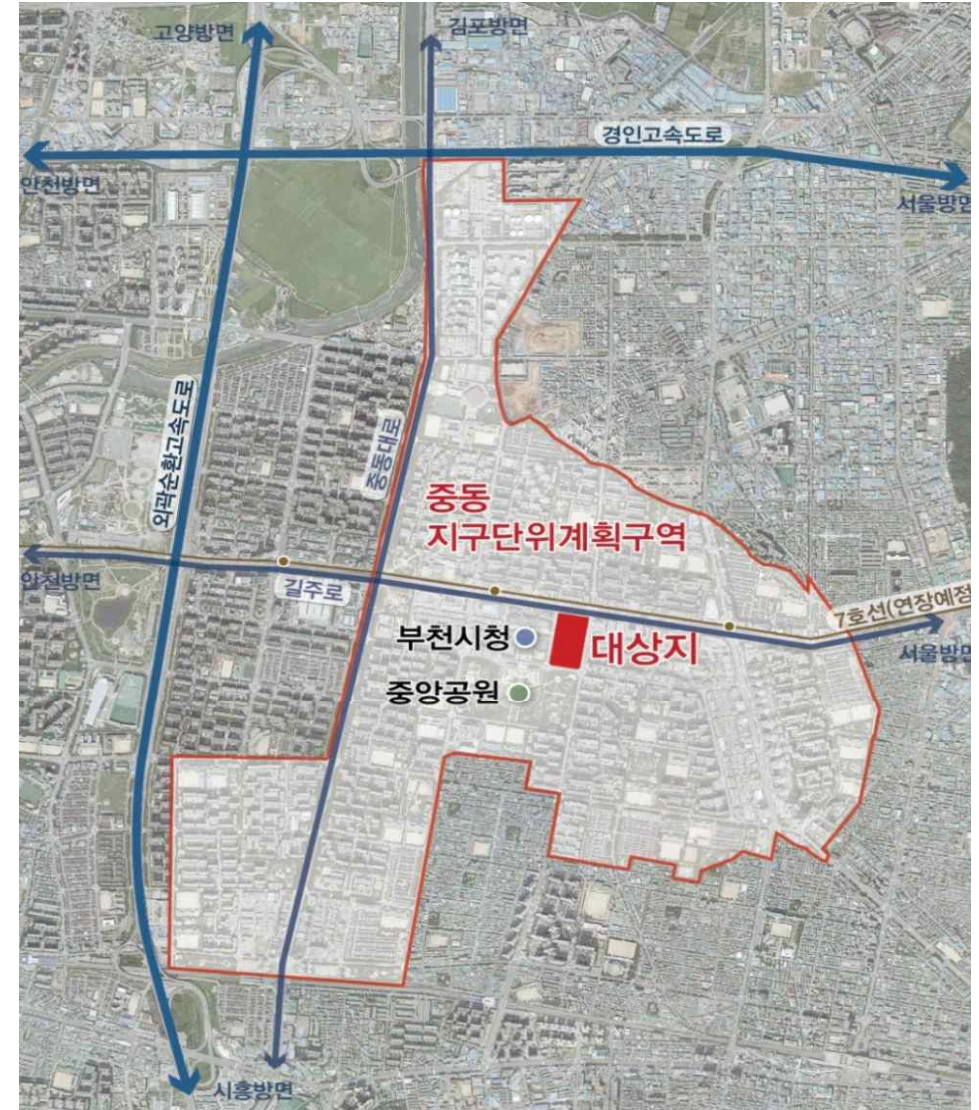 고양방면
김포방면
경인고속도로
안천방면
서울방면
외곽순환고속도로
중동대로
중동
지구단위계획구역
안천방면
길주로
7호선(연장예정
부천시청
대상지
서울방면
중앙공원
시흥방면